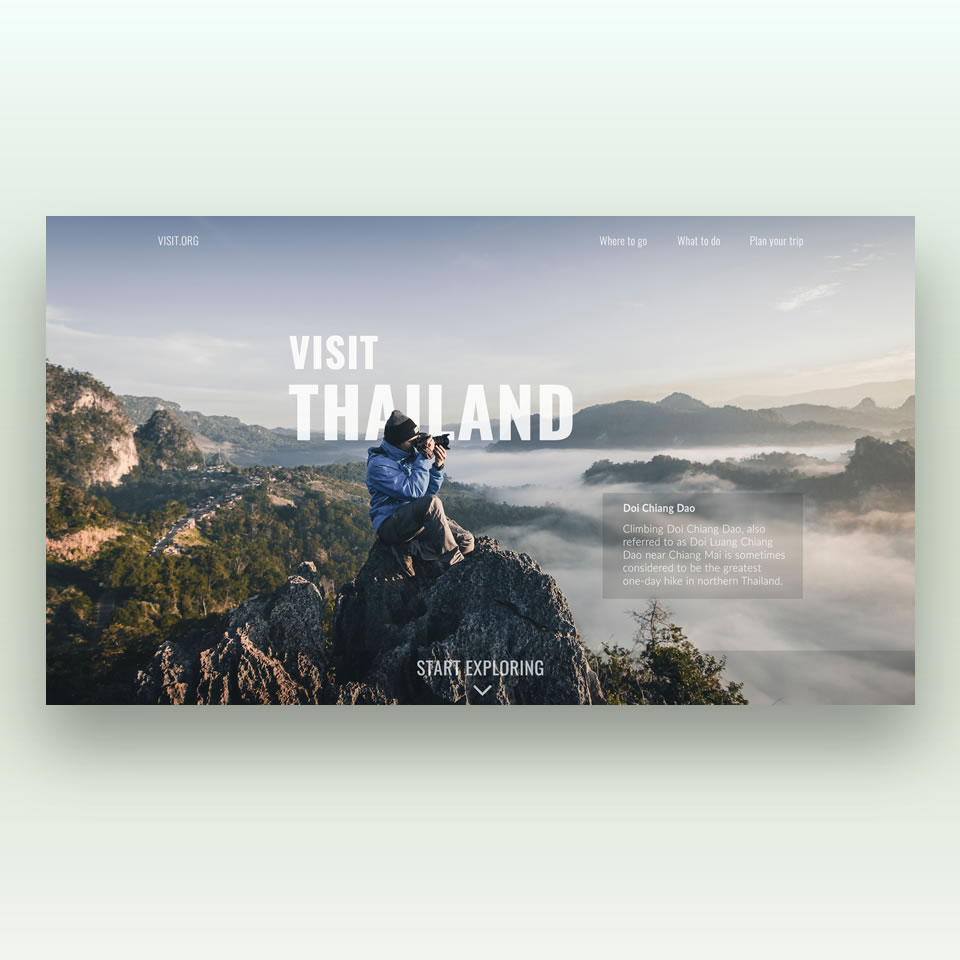 VISIT.ORG
Where to go
What to do
Plan your trip
VISIT
THAILAND
Doi Chiang Dao
Climbing Doi Chiang Dao, also
referred to as Doi Luang Chiang
Dao near Chiang Mai is sometimes
considered to be the greatest
one-day hike in northern Thailand.
START EXPLORING